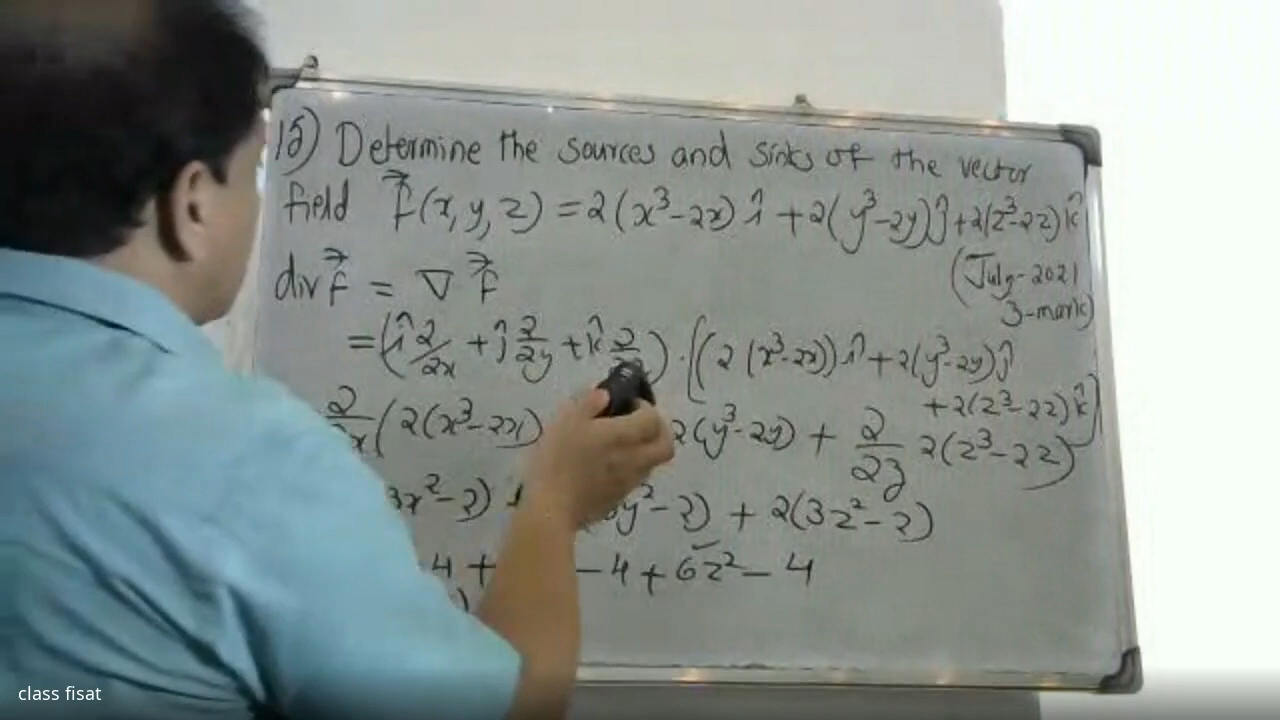 15) Determine the sources and sinks of the vector
field F⃗(x, y, z) = 2(x³-2x) î + 2(y³-2y)ĵ + 2(z³-2z) k̂
(July-2021
3-mark)
div F⃗ = ∇ F⃗
= (î ∂/∂x + ĵ ∂/∂y + k̂ ∂/ ) · ((2 (x³-2x)) î + 2(y³-2y)ĵ
+2(z³-2z) k̂)
∂/ x (2(x³-2x) 2(y³-2y) + ∂/∂z 2(z³-2z)
3x²-2) y²-2) + 2(3z²-2)
4 + - 4 + 6z² - 4
)
class fisat